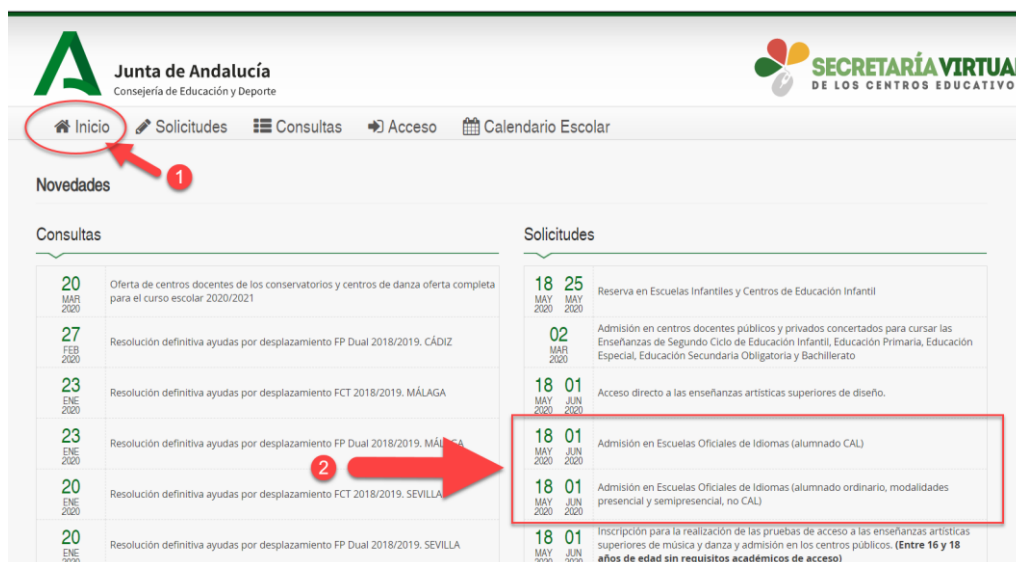 Junta de Andalucía
Consejería de Educación y Deporte
SECRETARÍA VIRTUAL
DE LOS CENTROS EDUCATIVO
Inicio Solicitudes Consultas Acceso Calendario Escolar
1
Novedades
Consultas
20
MAR
2020
Oferta de centros docentes de los conservatorios y centros de danza oferta completa
para el curso escolar 2020/2021
27
FEB
2020
Resolución definitiva ayudas por desplazamiento FP Dual 2018/2019. CÁDIZ
23
ENE
2020
Resolución definitiva ayudas por desplazamiento FCT 2018/2019. MÁLAGA
23
ENE
2020
Resolución definitiva ayudas por desplazamiento FP Dual 2018/2019.
2
20
ENE
2020
Resolución definitiva ayudas por desplazamiento FCT 2018/2019. SEVILLA
20
ENE
2020
Resolución definitiva ayudas por desplazamiento FP Dual 2018/2019. SEVILLA
Solicitudes
18 25
MAY MAY
2020 2020
Reserva en Escuelas Infantiles y Centros de Educación Infantil
02
MAR
2020
Admisión en centros docentes públicos y privados concertados para cursar las
Enseñanzas de Segundo Ciclo de Educación Infantil, Educación Primaria, Educación
Especial, Educación Secundaria Obligatoria y Bachillerato
18 01
MAY JUN
2020 2020
Acceso directo a las enseñanzas artísticas superiores de diseño.
18 01
MAY JUN
2020 2020
Admisión en Escuelas Oficiales de Idiomas (alumnado CAL)
18 01
MAY JUN
2020 2020
Admisión en Escuelas Oficiales de Idiomas (alumnado ordinario, modalidades
presencial y semipresencial, no CAL)
18 01
MAY JUN
2020 2020
Inscripción para la realización de las pruebas de acceso a las enseñanzas artísticas
superiores de música y danza y admisión en los centros públicos. (Entre 16 y 18
años de edad sin requisitos académicos de acceso)